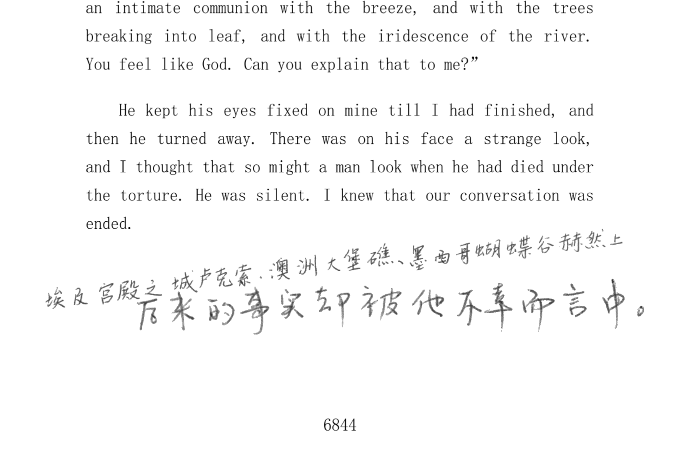 an intimate communion with the breeze, and with the trees
breaking into leaf, and with the iridescence of the river.
You feel like God. Can you explain that to me?”
He kept his eyes fixed on mine till I had finished, and
then he turned away. There was on his face a strange look,
and I thought that so might a man look when he had died under
the torture. He was silent. I knew that our conversation was
ended.
埃及宫殿之城卢克索、澳洲大堡礁、墨西哥蝴蝶谷赫然上
后来的事实却被他不幸而言中。
6844